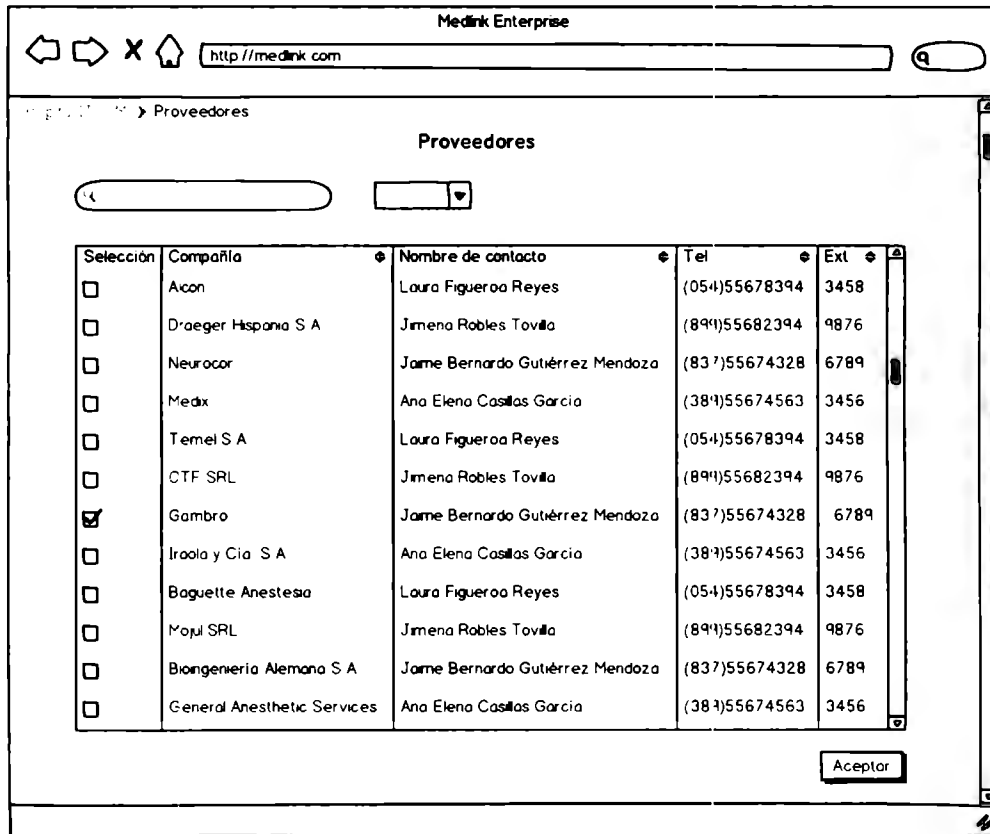 Medlink Enterprise
http://medlink com
> Proveedores
Proveedores
Selección Compañía Nombre de contacto Tel Ext
Aicon Laura Figueroa Reyes (054)55678394 3458
Draeger Hispania S A Jimena Robles Tovilla (899)55682394 9876
Neurocor Jaime Bernardo Gutiérrez Mendoza (837)55674328 6789
Medix Ana Elena Casillas Garcia (389)55674563 3456
Temel S A Laura Figueroa Reyes (054)55678394 3458
CTF SRL Jimena Robles Tovilla (899)55682394 9876
Gambro Jaime Bernardo Gutiérrez Mendoza (837)55674328 6789
Iraola y Cia S A Ana Elena Casillas Garcia (389)55674563 3456
Baguette Anestesia Laura Figueroa Reyes (054)55678394 3458
Mojul SRL Jimena Robles Tovilla (899)55682394 9876
Bioingeniería Alemana S A Jaime Bernardo Gutiérrez Mendoza (837)55674328 6789
General Anesthetic Services Ana Elena Casillas Garcia (389)55674563 3456
Aceptar